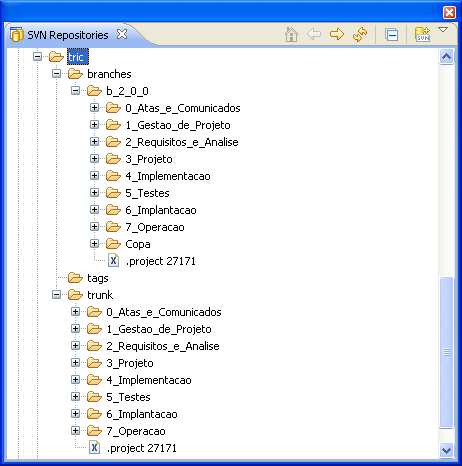 SVN Repositories
SVN
tric
branches
b_2_0_0
0_Atas_e_Comunicados
1_Gestao_de_Projeto
2_Requisitos_e_Analise
3_Projeto
4_Implementacao
5_Testes
6_Implantacao
7_Operacao
Copa
.project 27171
tags
trunk
0_Atas_e_Comunicados
1_Gestao_de_Projeto
2_Requisitos_e_Analise
3_Projeto
4_Implementacao
5_Testes
6_Implantacao
7_Operacao
.project 27171